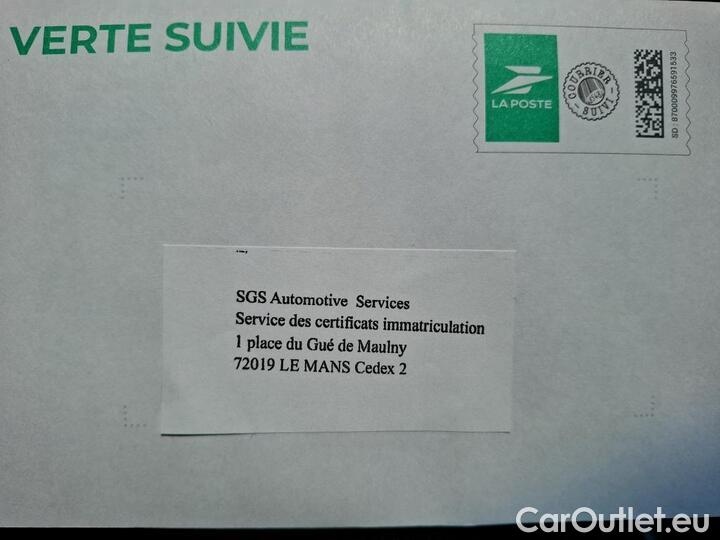 VERTE SUIVIE
LA POSTE
COURRIER SUIVI
SD : 870009976591533
SGS Automotive Services
Service des certificats immatriculation
1 place du Gué de Maulny
72019 LE MANS Cedex 2
CarOutlet.eu